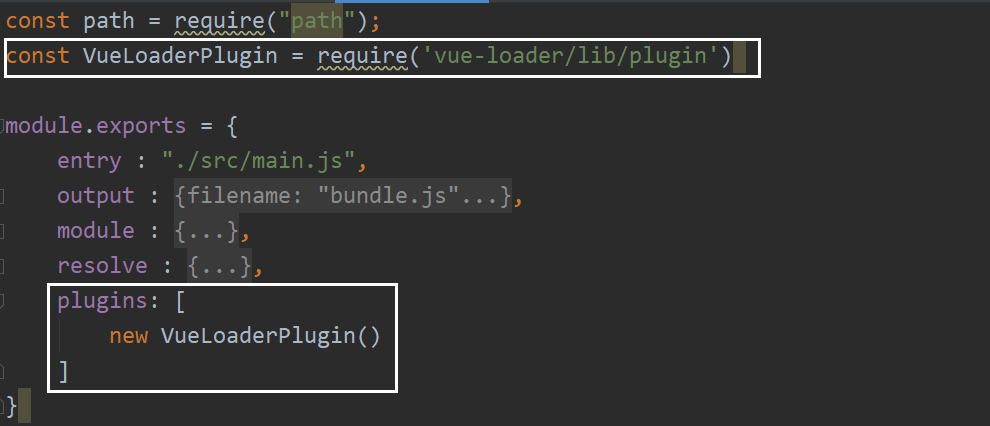 const path = require("path");
const VueLoaderPlugin = require('vue-loader/lib/plugin')
module.exports = {
entry : "./src/main.js",
output : {filename: "bundle.js"...},
module : {...},
resolve : {...},
plugins: [
new VueLoaderPlugin()
]
}